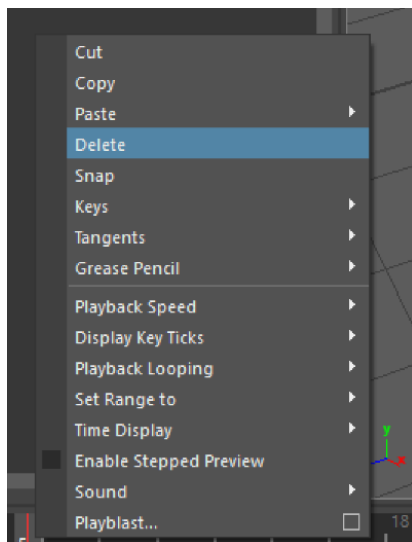 Cut
Copy
Paste
Delete
Snap
Keys
Tangents
Grease Pencil
Playback Speed
Display Key Ticks
Playback Looping
Set Range to
Time Display
Enable Stepped Preview
Sound
Playblast...
y
x
18